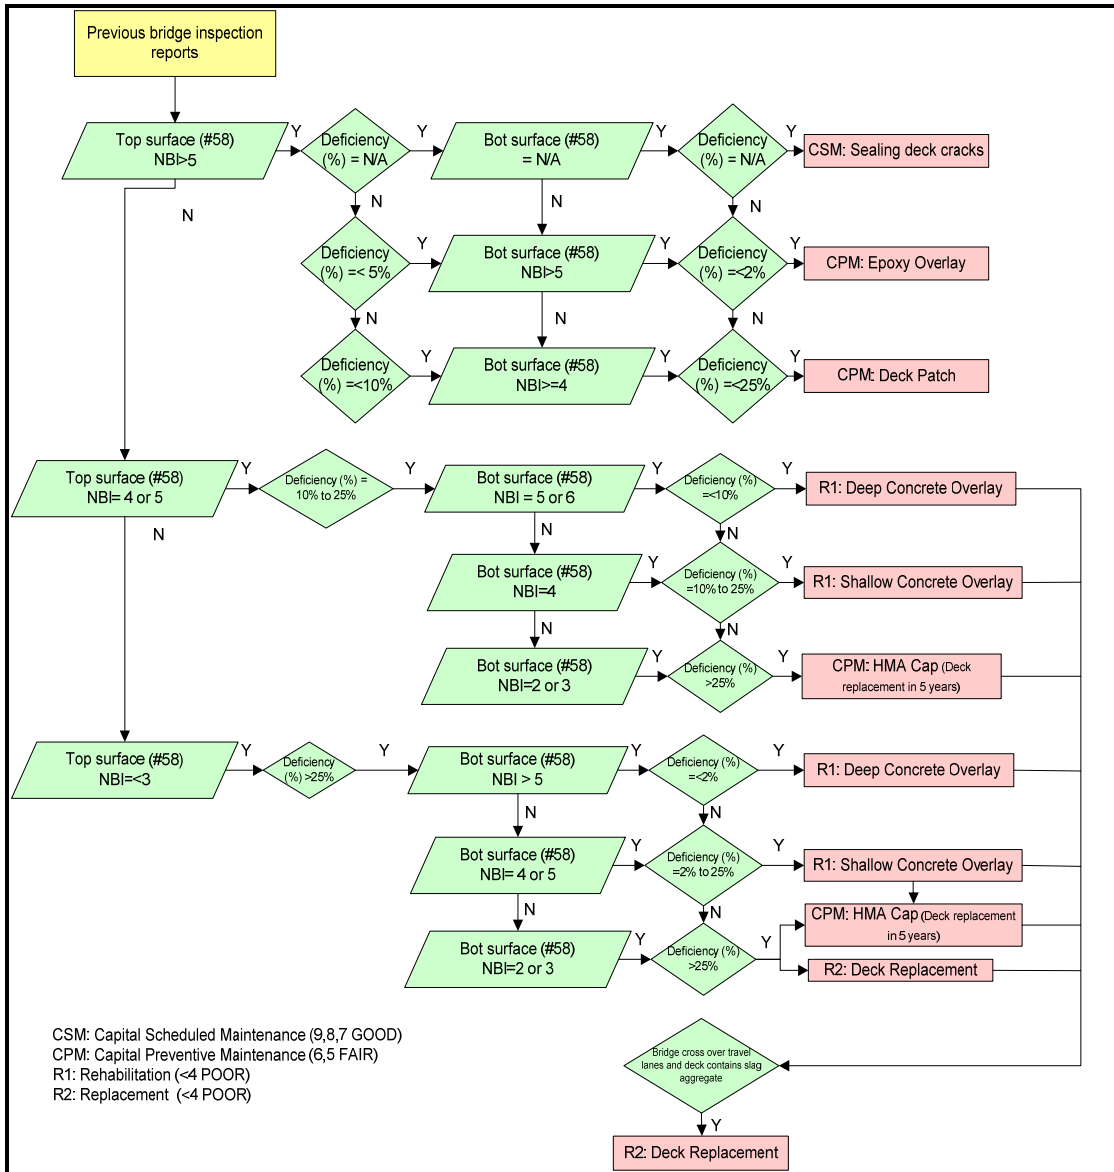 Previous bridge inspection
reports
Top surface (#58)
NBI>5
Y
Deficiency
(%) = N/A
Y
Bot surface (#58)
= N/A
Y
Deficiency
(%) = N/A
Y
CSM: Sealing deck cracks
N
N
N
N
Deficiency
(%) =< 5%
Y
Bot surface (#58)
NBI>5
Y
Deficiency
(%) =<2%
Y
CPM: Epoxy Overlay
N
N
N
Deficiency
(%) =<10%
Y
Bot surface (#58)
NBI>=4
Y
Deficiency
(%) =<25%
Y
CPM: Deck Patch
Top surface (#58)
NBI= 4 or 5
Y
Deficiency (%) =
10% to 25%
Y
Bot surface (#58)
NBI = 5 or 6
Y
Deficiency (%)
=<10%
Y
R1: Deep Concrete Overlay
N
N
N
Bot surface (#58)
NBI=4
Y
Deficiency (%)
=10% to 25%
Y
R1: Shallow Concrete Overlay
N
N
Bot surface (#58)
NBI=2 or 3
Y
Deficiency (%)
>25%
Y
CPM: HMA Cap (Deck
replacement in 5 years)
Top surface (#58)
NBI=<3
Y
Deficiency
(%) >25%
Y
Bot surface (#58)
NBI > 5
Y
Deficiency (%)
=<2%
Y
R1: Deep Concrete Overlay
N
N
Bot surface (#58)
NBI= 4 or 5
Y
Deficiency (%)
=2% to 25%
Y
R1: Shallow Concrete Overlay
N
N
Bot surface (#58)
NBI=2 or 3
Y
Deficiency (%)
>25%
Y
CPM: HMA Cap (Deck replacement
in 5 years)
R2: Deck Replacement
CSM: Capital Scheduled Maintenance (9,8,7 GOOD)
CPM: Capital Preventive Maintenance (6,5 FAIR)
R1: Rehabilitation (<4 POOR)
R2: Replacement (<4 POOR)
Bridge cross over travel
lanes and deck contains slag
aggregate
Y
R2: Deck Replacement